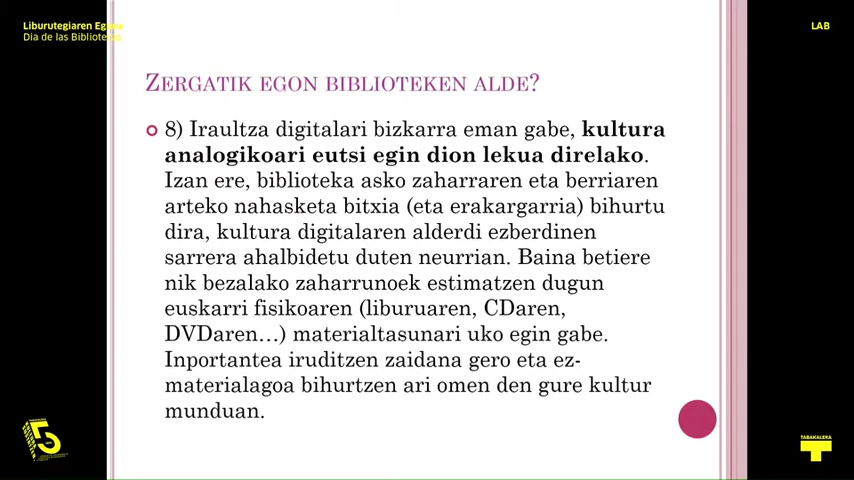 Liburutegiaren Eguna
Dia de las Bibliotecas
LAB
ZERGATIK EGON BIBLIOTEKEN ALDE?
8) Iraultza digitalari bizkarra eman gabe, kultura
analogikoari eutsi egin dion lekua direlako.
Izan ere, biblioteka asko zaharraren eta berriaren
arteko nahasketa bitxia (eta erakargarria) bihurtu
dira, kultura digitalaren alderdi ezberdinen
sarrera ahalbidetu duten neurrian. Baina betiere
nik bezalako zaharrunoek estimatzen dugun
euskarri fisikoaren (liburuaren, CDaren,
DVDaren…) materialtasunari uko egin gabe.
Inportantea iruditzen zaidana gero eta ez-
materialagoa bihurtzen ari omen den gure kultur
munduan.
TABAKALERA